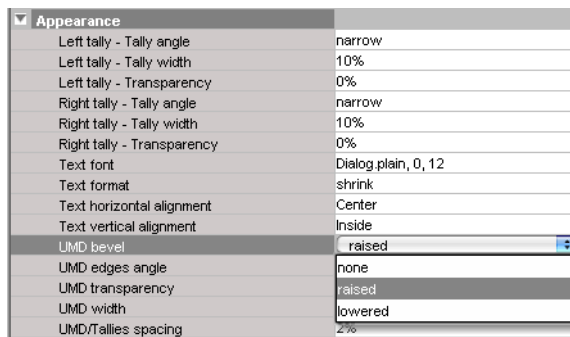 Appearance
Left tally - Tally angle narrow
Left tally - Tally width 10%
Left tally - Transparency 0%
Right tally - Tally angle narrow
Right tally - Tally width 10%
Right tally - Transparency 0%
Text font Dialog.plain, 0, 12
Text format shrink
Text horizontal alignment Center
Text vertical alignment Inside
UMD bevel raised
UMD edges angle none
UMD transparency raised
UMD width lowered
UMD/Tallies spacing 2%